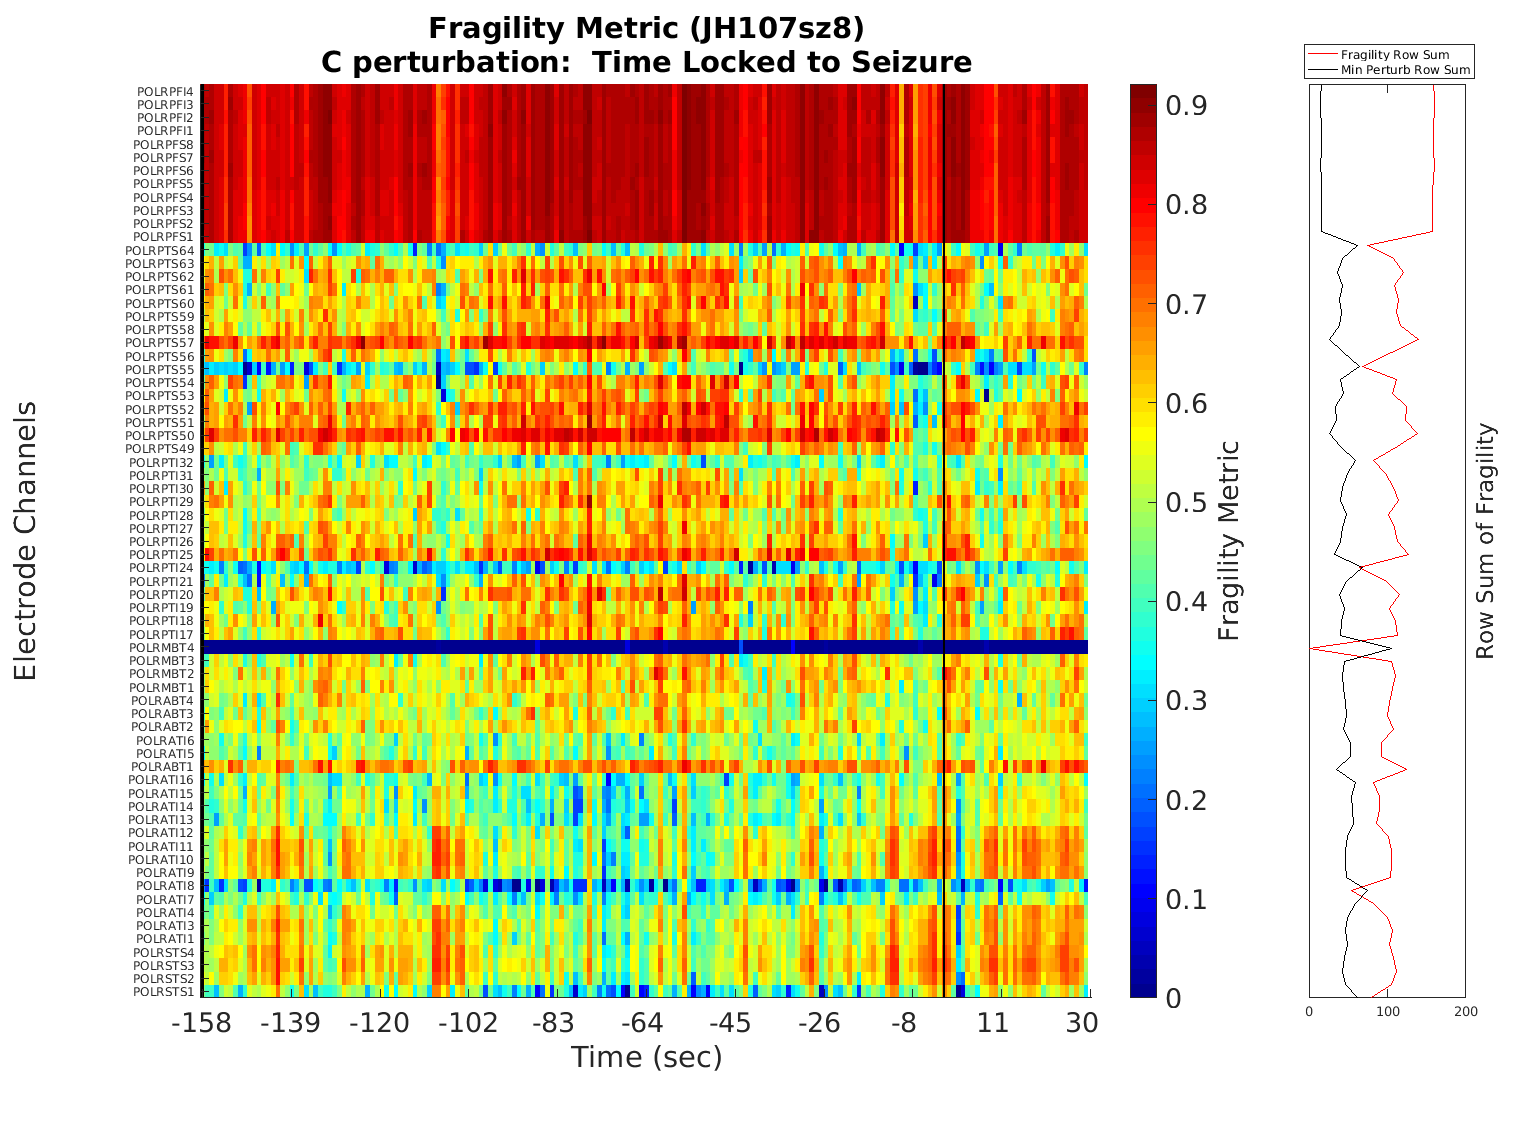 Fragility Metric (JH107sz8)
C perturbation:  Time Locked to Seizure
Fragility Row Sum
Min Perturb Row Sum
Electrode Channels
POLRPFI4
POLRPFI3
POLRPFI2
POLRPFI1
POLRPFS8
POLRPFS7
POLRPFS6
POLRPFS5
POLRPFS4
POLRPFS3
POLRPFS2
POLRPFS1
POLRPTS64
POLRPTS63
POLRPTS62
POLRPTS61
POLRPTS60
POLRPTS59
POLRPTS58
POLRPTS57
POLRPTS56
POLRPTS55
POLRPTS54
POLRPTS53
POLRPTS52
POLRPTS51
POLRPTS50
POLRPTS49
POLRPTI32
POLRPTI31
POLRPTI30
POLRPTI29
POLRPTI28
POLRPTI27
POLRPTI26
POLRPTI25
POLRPTI24
POLRPTI21
POLRPTI20
POLRPTI19
POLRPTI18
POLRPTI17
POLRMBT4
POLRMBT3
POLRMBT2
POLRMBT1
POLRABT4
POLRABT3
POLRABT2
POLRATI6
POLRATI5
POLRABT1
POLRATI16
POLRATI15
POLRATI14
POLRATI13
POLRATI12
POLRATI11
POLRATI10
POLRATI9
POLRATI8
POLRATI7
POLRATI4
POLRATI3
POLRATI1
POLRSTS4
POLRSTS3
POLRSTS2
POLRSTS1
-158 -139 -120 -102 -83 -64 -45 -26 -8 11 30
Time (sec)
0.9
0.8
0.7
0.6
0.5
0.4
0.3
0.2
0.1
0
Fragility Metric
0 100 200
Row Sum of Fragility